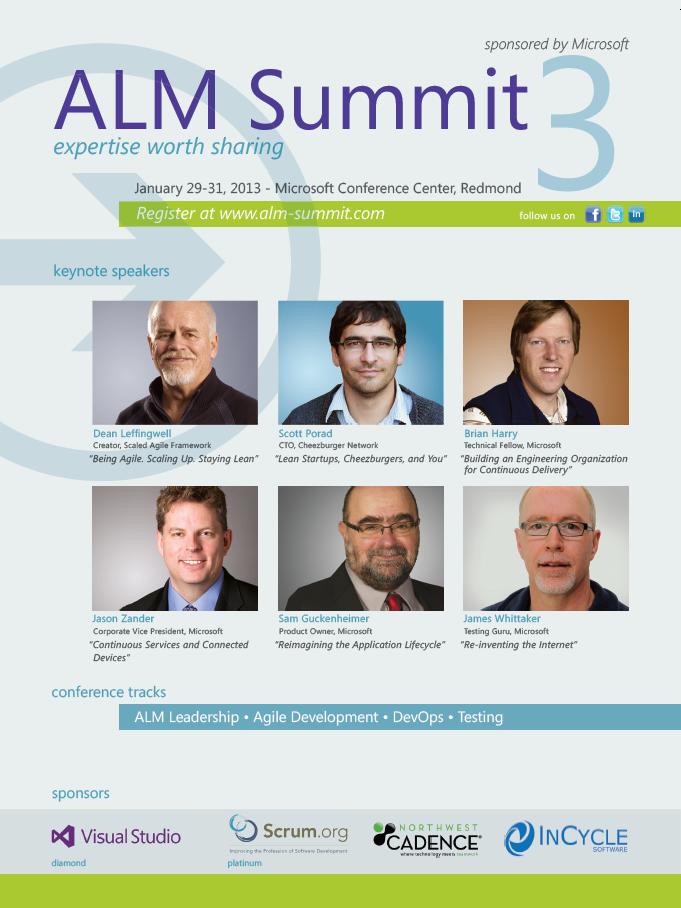 sponsored by Microsoft
ALM Summit 3
expertise worth sharing
January 29-31, 2013 - Microsoft Conference Center, Redmond
Register at www.alm-summit.com
follow us on
keynote speakers
Dean Leffingwell
Creator, Scaled Agile Framework
"Being Agile. Scaling Up. Staying Lean"
Scott Porad
CTO, Cheezburger Network
"Lean Startups, Cheezburgers, and You"
Brian Harry
Technical Fellow, Microsoft
"Building an Engineering Organization
for Continuous Delivery"
Jason Zander
Corporate Vice President, Microsoft
"Continuous Services and Connected
Devices"
Sam Guckenheimer
Product Owner, Microsoft
"Reimagining the Application Lifecycle"
James Whittaker
Testing Guru, Microsoft
"Re-inventing the Internet"
conference tracks
ALM Leadership • Agile Development • DevOps • Testing
sponsors
Visual Studio
diamond
Scrum.org
Improving the Profession of Software Development
platinum
NORTHWEST
CADENCE
where technology meets teamwork
INCYCLE
SOFTWARE